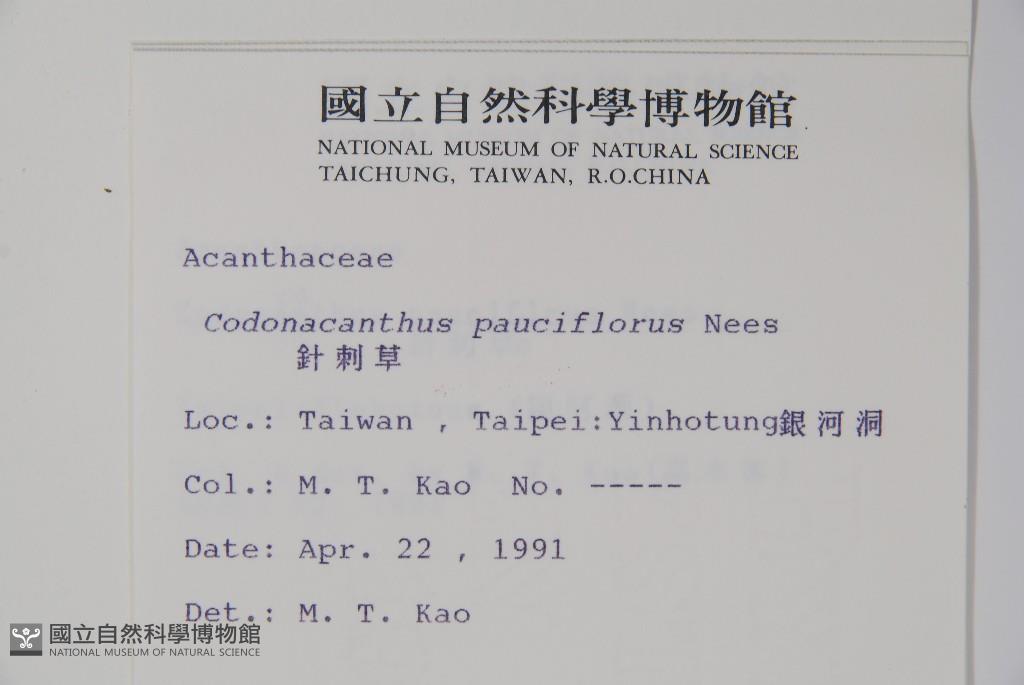 國立自然科學博物館
NATIONAL MUSEUM OF NATURAL SCIENCE
TAICHUNG, TAIWAN, R.O.CHINA
Acanthaceae
Codonacanthus pauciflorus Nees
針刺草
Loc.: Taiwan , Taipei:Yinhotung銀河洞
Col.: M. T. Kao No. -----
Date: Apr. 22 , 1991
Det.: M. T. Kao
國立自然科學博物館
NATIONAL MUSEUM OF NATURAL SCIENCE